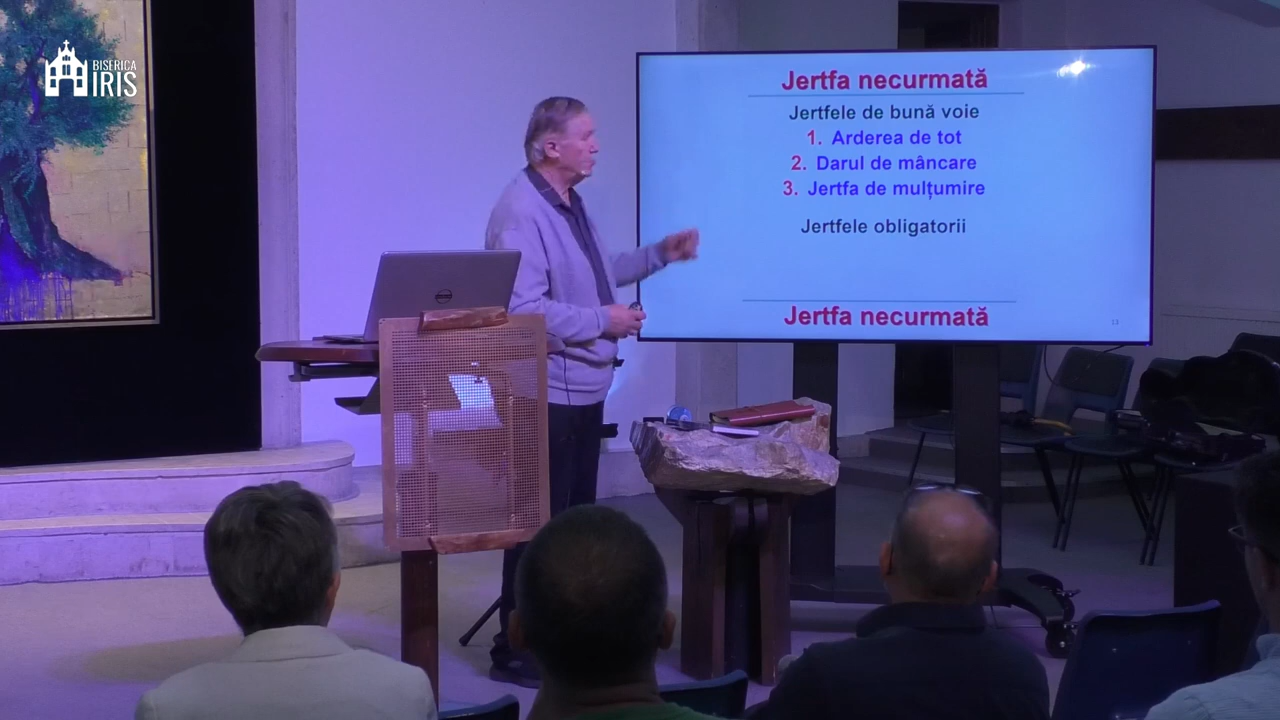 BISERICA
IRIS
Jertfa necurmată
Jertfele de bună voie
1. Arderea de tot
2. Darul de mâncare
3. Jertfa de mulțumire
Jertfele obligatorii
Jertfa necurmată
13